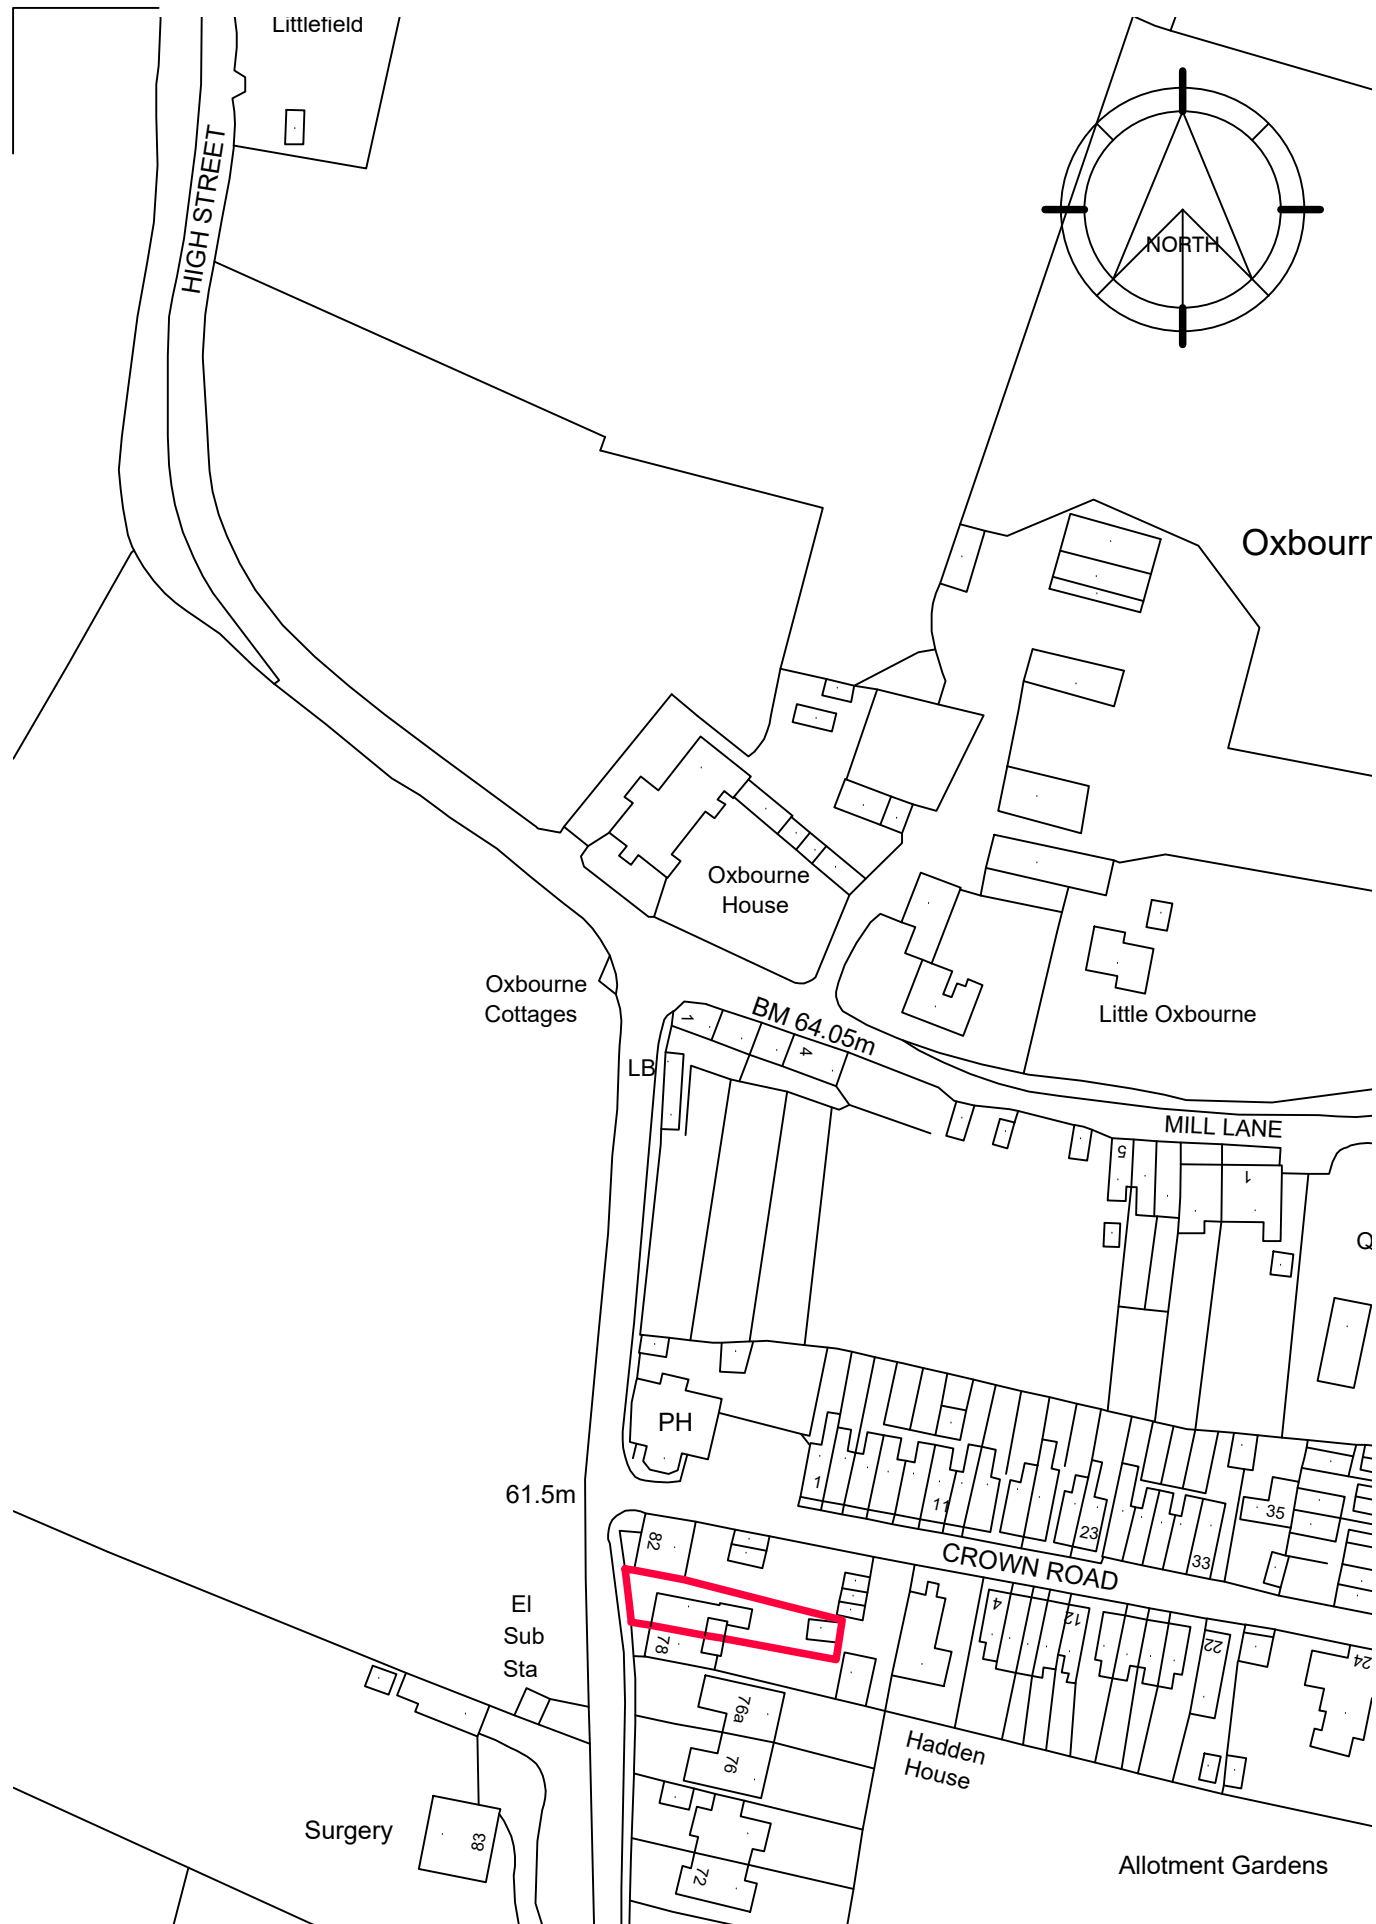 Littlefield
HIGH STREET
NORTH
Oxbourn
Oxbourne
House
Oxbourne
Cottages
BM 64.05m
Little Oxbourne
1
4
LB
MILL LANE
5
1
Q
PH
1
11
23
33
35
61.5m
CROWN ROAD
82
El
Sub
Sta
78
4
12
22
24
76a
76
Hadden
House
Surgery
83
72
Allotment Gardens